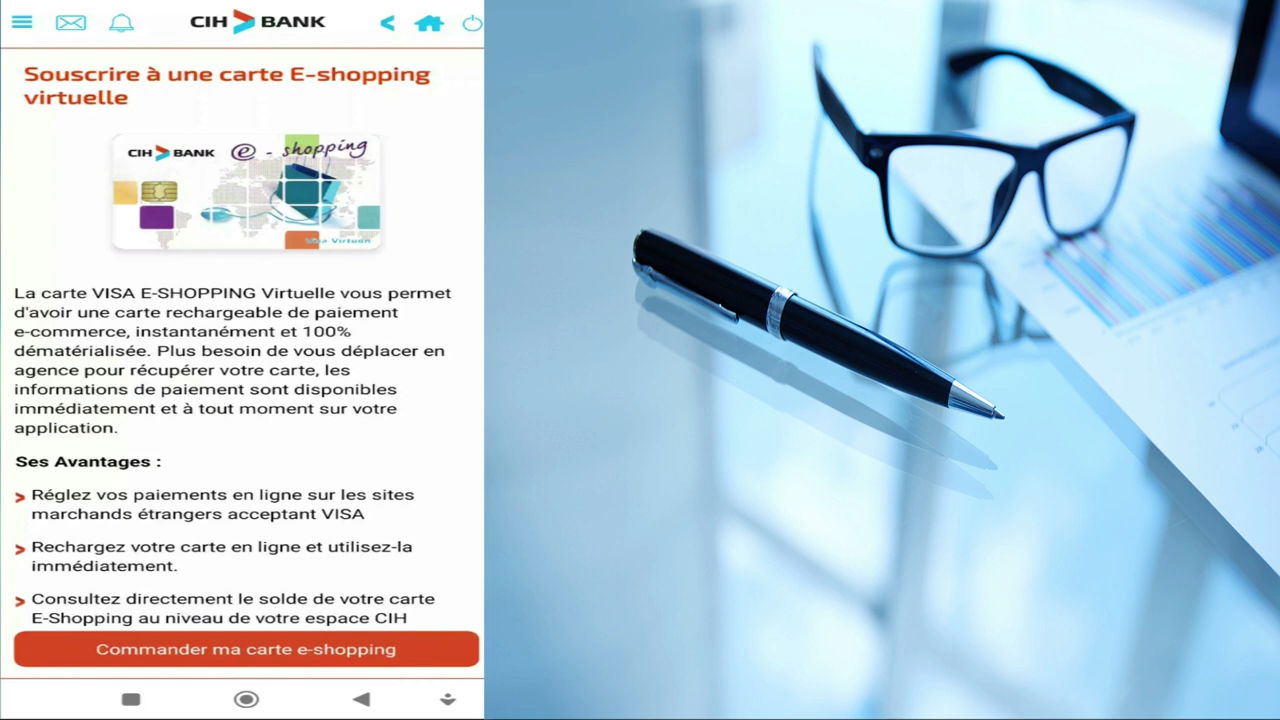 CIH BANK
Souscrire à une carte E-shopping
virtuelle
CIH BANK e - shopping
Visa Virtuon
La carte VISA E-SHOPPING Virtuelle vous permet
d'avoir une carte rechargeable de paiement
e-commerce, instantanément et 100%
dématérialisée. Plus besoin de vous déplacer en
agence pour récupérer votre carte, les
informations de paiement sont disponibles
immédiatement et à tout moment sur votre
application.
Ses Avantages :
Réglez vos paiements en ligne sur les sites
marchands étrangers acceptant VISA
Rechargez votre carte en ligne et utilisez-la
immédiatement.
Consultez directement le solde de votre carte
E-Shopping au niveau de votre espace CIH
Commander ma carte e-shopping